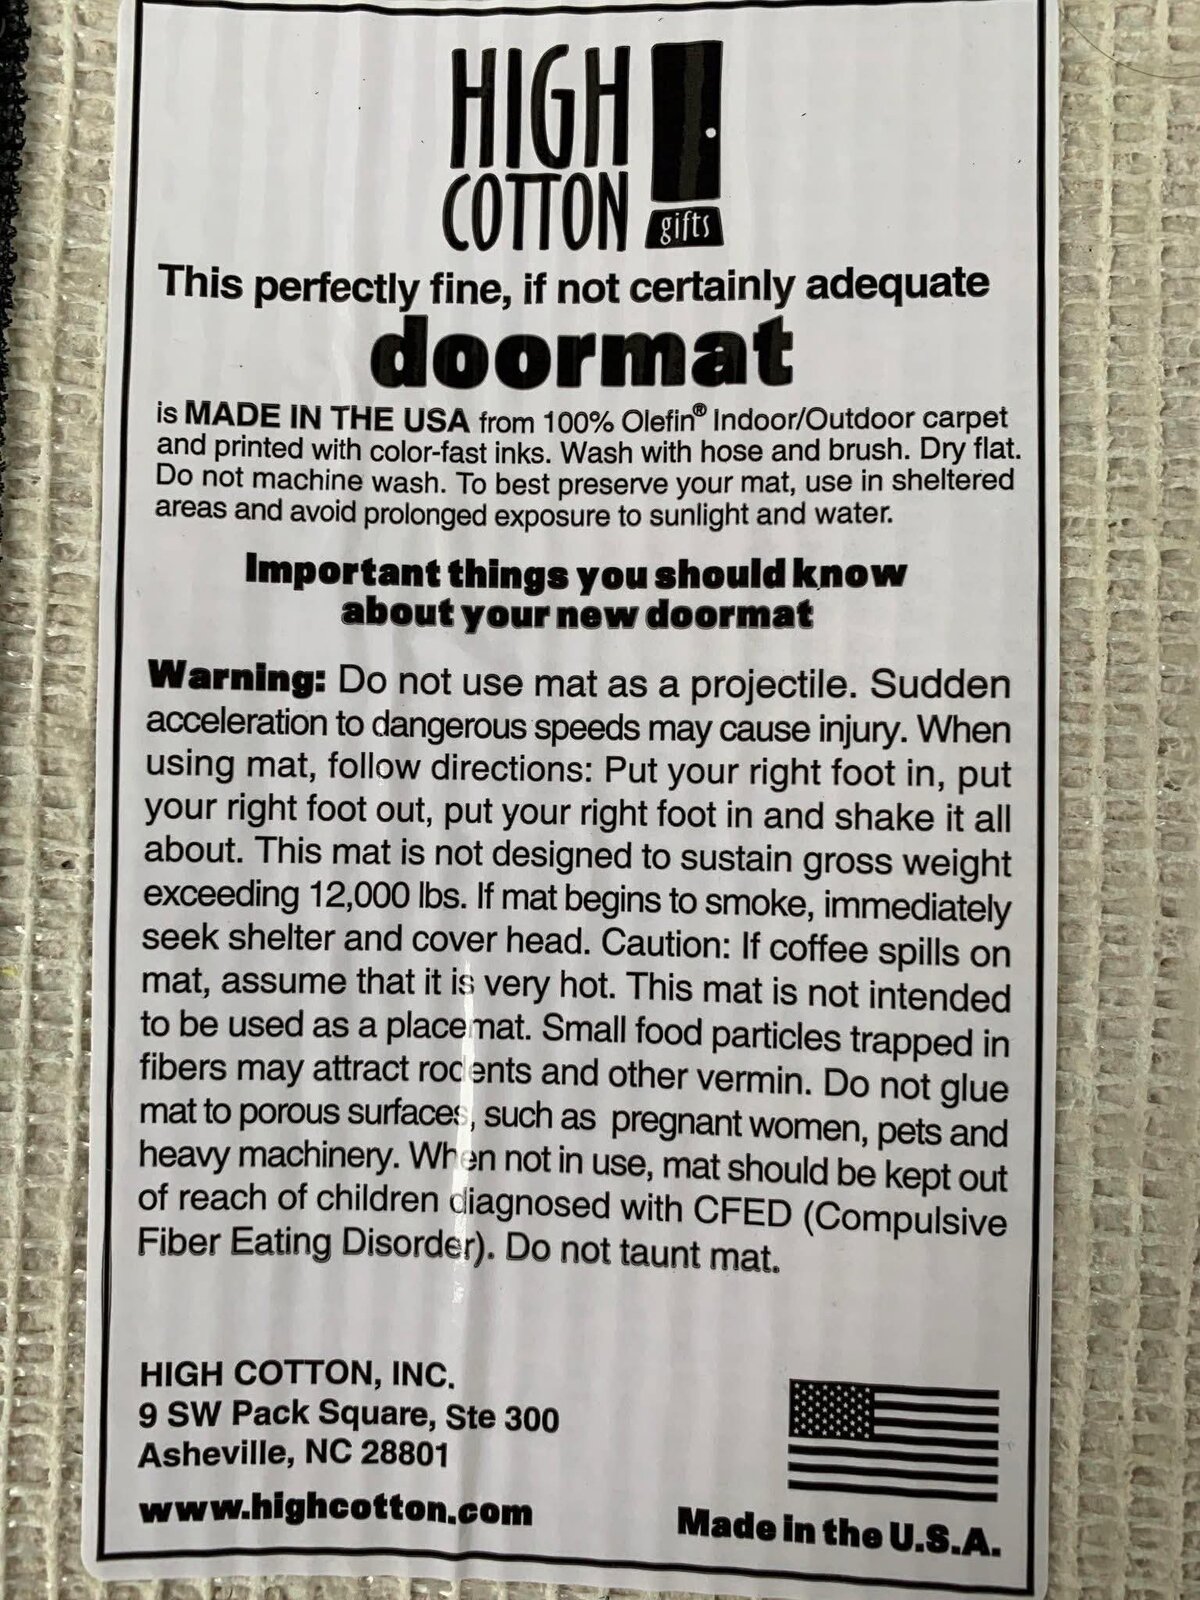 HIGH
COTTON
gifts
This perfectly fine, if not certainly adequate
doormat
is MADE IN THE USA from 100% Olefin® Indoor/Outdoor carpet
and printed with color-fast inks. Wash with hose and brush. Dry flat.
Do not machine wash. To best preserve your mat, use in sheltered
areas and avoid prolonged exposure to sunlight and water.
Important things you should know
about your new doormat
Warning: Do not use mat as a projectile. Sudden
acceleration to dangerous speeds may cause injury. When
using mat, follow directions: Put your right foot in, put
your right foot out, put your right foot in and shake it all
about. This mat is not designed to sustain gross weight
exceeding 12,000 lbs. If mat begins to smoke, immediately
seek shelter and cover head. Caution: If coffee spills on
mat, assume that it is very hot. This mat is not intended
to be used as a placemat. Small food particles trapped in
fibers may attract rodents and other vermin. Do not glue
mat to porous surfaces, such as pregnant women, pets and
heavy machinery. When not in use, mat should be kept out
of reach of children diagnosed with CFED (Compulsive
Fiber Eating Disorder). Do not taunt mat.
HIGH COTTON, INC.
9 SW Pack Square, Ste 300
Asheville, NC 28801
www.highcotton.com
Made in the U.S.A.